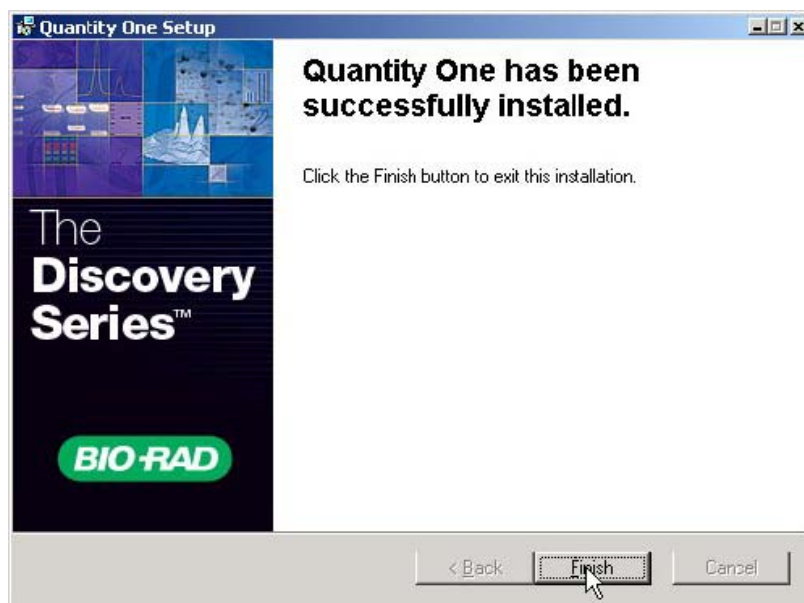 Quantity One Setup
Quantity One has been
successfully installed.
Click the Finish button to exit this installation.
The
Discovery
Series™
BIO-RAD
< Back
Finish
Cancel